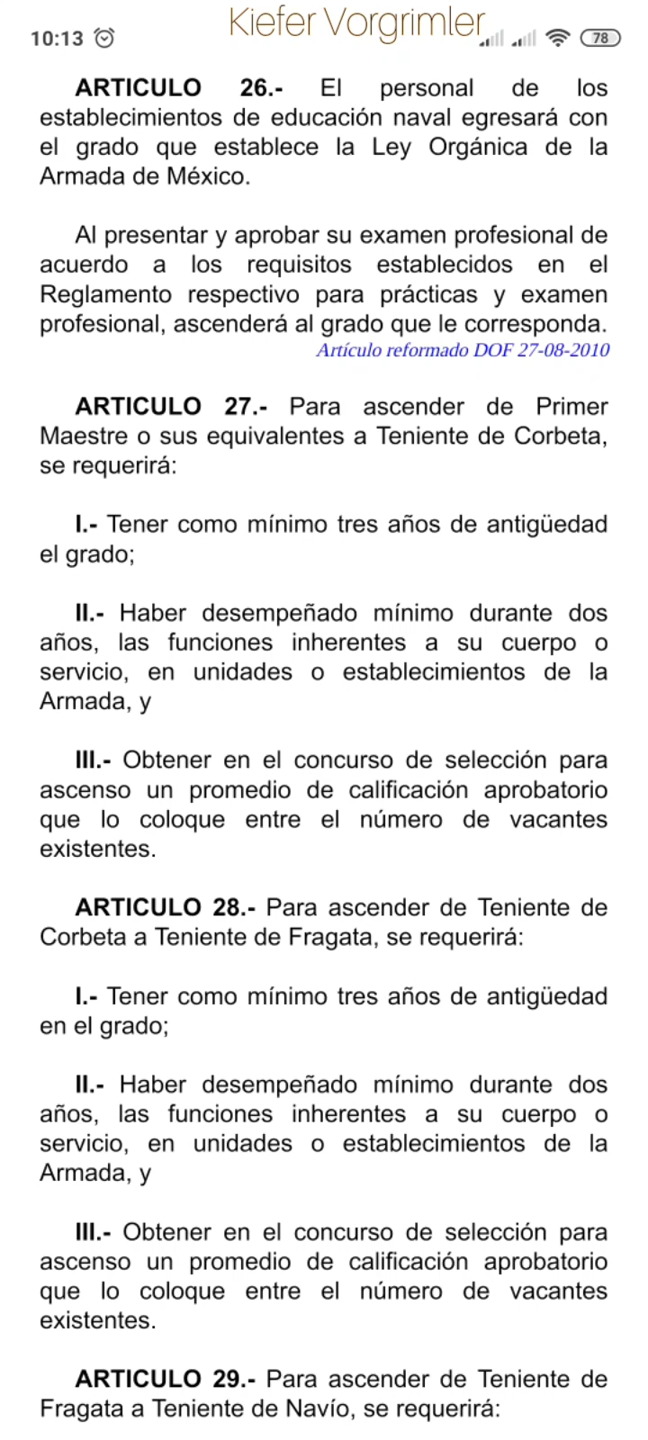 Kiefer Vorgrimler
10:13
78
ARTICULO 26.- El personal de los
establecimientos de educación naval egresará con
el grado que establece la Ley Orgánica de la
Armada de México.
Al presentar y aprobar su examen profesional de
acuerdo a los requisitos establecidos en el
Reglamento respectivo para prácticas y examen
profesional, ascenderá al grado que le corresponda.
Artículo reformado DOF 27-08-2010
ARTICULO 27.- Para ascender de Primer
Maestre o sus equivalentes a Teniente de Corbeta,
se requerirá:
I.- Tener como mínimo tres años de antigüedad
el grado;
II.- Haber desempeñado mínimo durante dos
años, las funciones inherentes a su cuerpo o
servicio, en unidades o establecimientos de la
Armada, y
III.- Obtener en el concurso de selección para
ascenso un promedio de calificación aprobatorio
que lo coloque entre el número de vacantes
existentes.
ARTICULO 28.- Para ascender de Teniente de
Corbeta a Teniente de Fragata, se requerirá:
I.- Tener como mínimo tres años de antigüedad
en el grado;
II.- Haber desempeñado mínimo durante dos
años, las funciones inherentes a su cuerpo o
servicio, en unidades o establecimientos de la
Armada, y
III.- Obtener en el concurso de selección para
ascenso un promedio de calificación aprobatorio
que lo coloque entre el número de vacantes
existentes.
ARTICULO 29.- Para ascender de Teniente de
Fragata a Teniente de Navío, se requerirá: